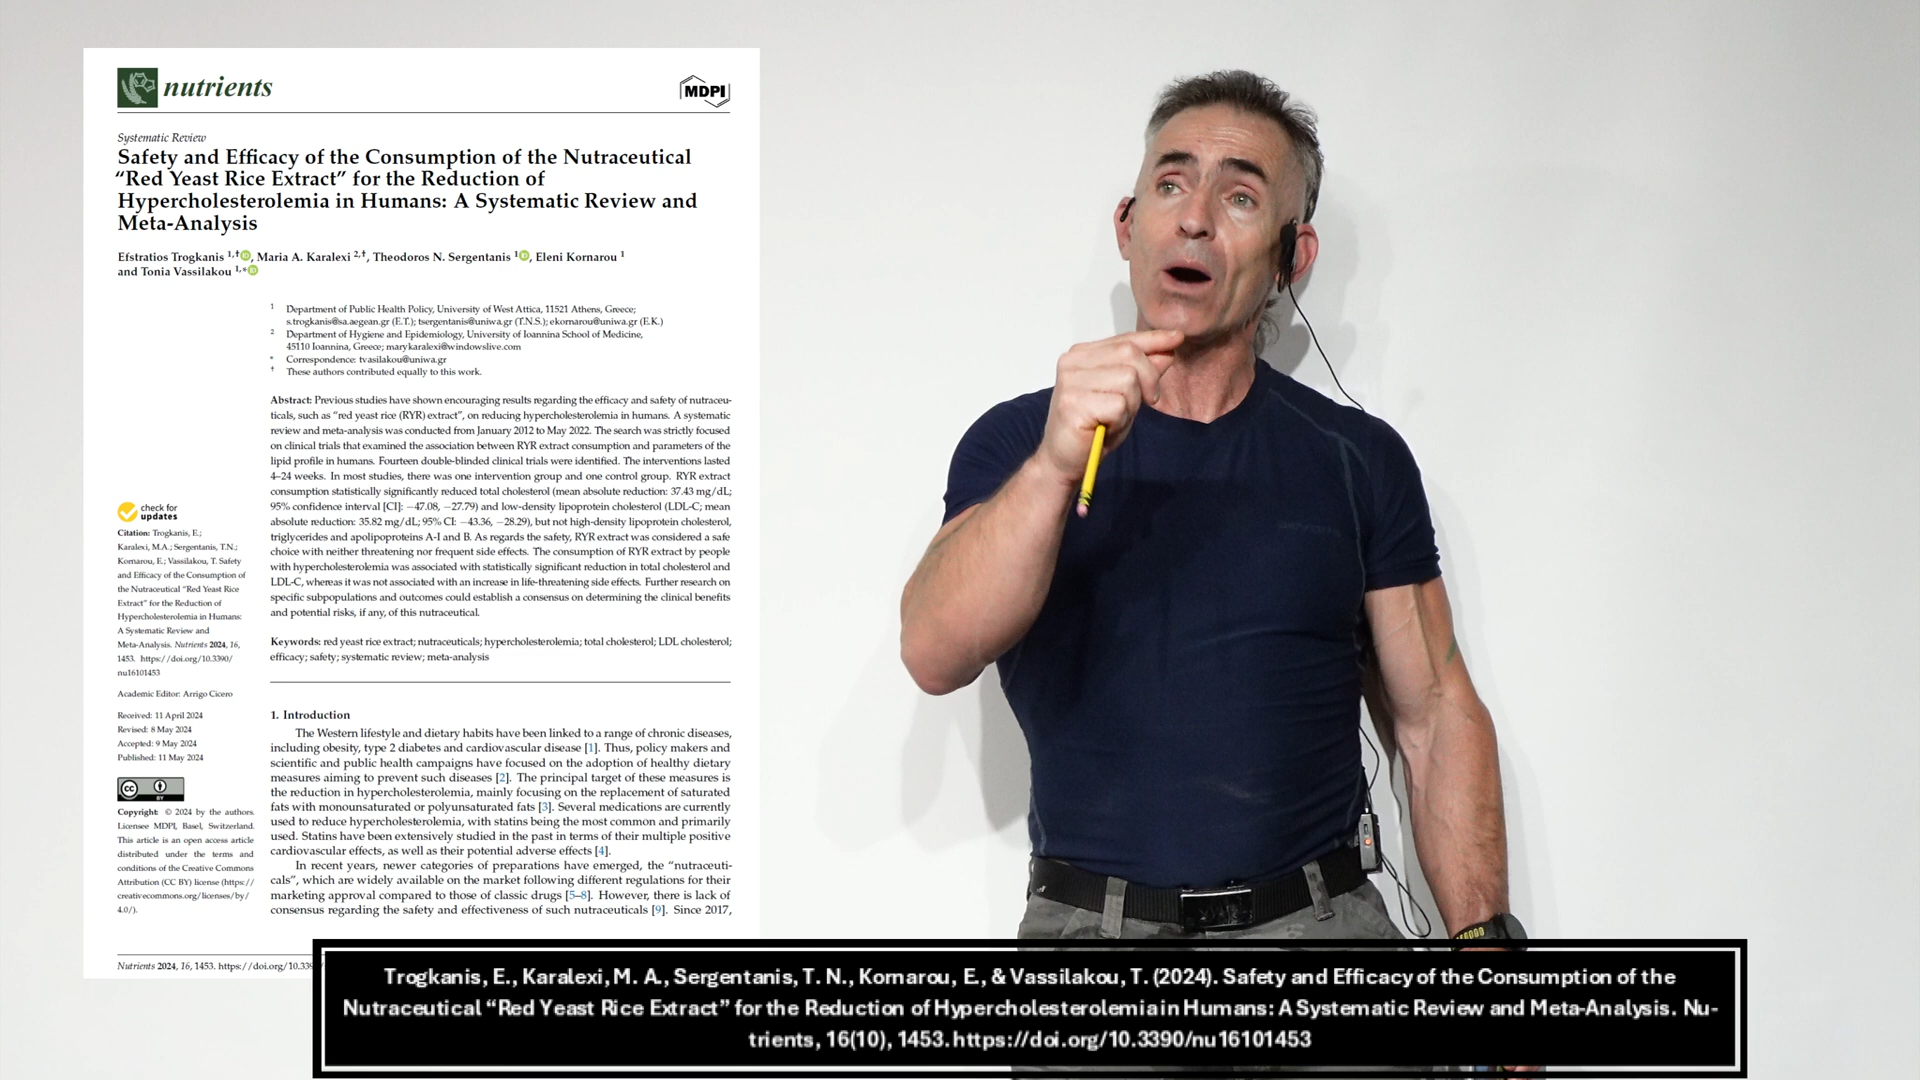 nutrients
MDPI
Systematic Review
Safety and Efficacy of the Consumption of the Nutraceutical
“Red Yeast Rice Extract” for the Reduction of
Hypercholesterolemia in Humans: A Systematic Review and
Meta-Analysis
Efstratios Trogkanis 1,†, Maria A. Karalexi 2,†, Theodoros N. Sergentanis 1, Eleni Kornarou 1
and Tonia Vassilakou 1,*
1 Department of Public Health Policy, University of West Attica, 11521 Athens, Greece;
s.trogkanis@sa.aegean.gr (E.T.); tsergentanis@uniwa.gr (T.N.S.); ekornarou@uniwa.gr (E.K.)
2 Department of Hygiene and Epidemiology, University of Ioannina School of Medicine,
45110 Ioannina, Greece; marykaralexi@windowslive.com
* Correspondence: tvasilakou@uniwa.gr
† These authors contributed equally to this work.
Abstract: Previous studies have shown encouraging results regarding the efficacy and safety of nutraceu-
ticals, such as “red yeast rice (RYR) extract”, on reducing hypercholesterolemia in humans. A systematic
review and meta-analysis was conducted from January 2012 to May 2022. The search was strictly focused
on clinical trials that examined the association between RYR extract consumption and parameters of the
lipid profile in humans. Fourteen double-blinded clinical trials were identified. The interventions lasted
4–24 weeks. In most studies, there was one intervention group and one control group. RYR extract
consumption statistically significantly reduced total cholesterol (mean absolute reduction: 37.43 mg/dL;
95% confidence interval [CI]: −47.08, −27.79) and low-density lipoprotein cholesterol (LDL-C; mean
absolute reduction: 35.82 mg/dL; 95% CI: −43.36, −28.29), but not high-density lipoprotein cholesterol,
triglycerides and apolipoproteins A-I and B. As regards the safety, RYR extract was considered a safe
choice with neither threatening nor frequent side effects. The consumption of RYR extract by people
with hypercholesterolemia was associated with statistically significant reduction in total cholesterol and
LDL-C, whereas it was not associated with an increase in life-threatening side effects. Further research on
specific subpopulations and outcomes could establish a consensus on determining the clinical benefits
and potential risks, if any, of this nutraceutical.
Keywords: red yeast rice extract; nutraceuticals; hypercholesterolemia; total cholesterol; LDL cholesterol;
efficacy; safety; systematic review; meta-analysis
check for
updates
Citation: Trogkanis, E.;
Karalexi, M.A.; Sergentanis, T.N.;
Kornarou, E.; Vassilakou, T. Safety
and Efficacy of the Consumption of
the Nutraceutical “Red Yeast Rice
Extract” for the Reduction of
Hypercholesterolemia in Humans:
A Systematic Review and
Meta-Analysis. Nutrients 2024, 16,
1453. https://doi.org/10.3390/
nu16101453
Academic Editor: Arrigo Cicero
Received: 11 April 2024
Revised: 8 May 2024
Accepted: 9 May 2024
Published: 11 May 2024
cc
BY
Copyright: © 2024 by the authors.
Licensee MDPI, Basel, Switzerland.
This article is an open access article
distributed under the terms and
conditions of the Creative Commons
Attribution (CC BY) license (https://
creativecommons.org/licenses/by/
4.0/).
1. Introduction
The Western lifestyle and dietary habits have been linked to a range of chronic diseases,
including obesity, type 2 diabetes and cardiovascular disease [1]. Thus, policy makers and
scientific and public health campaigns have focused on the adoption of healthy dietary
measures aiming to prevent such diseases [2]. The principal target of these measures is
the reduction in hypercholesterolemia, mainly focusing on the replacement of saturated
fats with monounsaturated or polyunsaturated fats [3]. Several medications are currently
used to reduce hypercholesterolemia, with statins being the most common and primarily
used. Statins have been extensively studied in the past in terms of their multiple positive
cardiovascular effects, as well as their potential adverse effects [4].
In recent years, newer categories of preparations have emerged, the “nutraceuti-
cals”, which are widely available on the market following different regulations for their
marketing approval compared to those of classic drugs [5–8]. However, there is lack of
consensus regarding the safety and effectiveness of such nutraceuticals [9]. Since 2017,
Nutrients 2024, 16, 1453. https://doi.org/10.339
Trogkanis, E., Karalexi, M. A., Sergentanis, T. N., Kornarou, E., & Vassilakou, T. (2024). Safety and Efficacy of the Consumption of the
Nutraceutical “Red Yeast Rice Extract” for the Reduction of Hypercholesterolemia in Humans: A Systematic Review and Meta-Analysis. Nu-
trients, 16(10), 1453. https://doi.org/10.3390/nu16101453